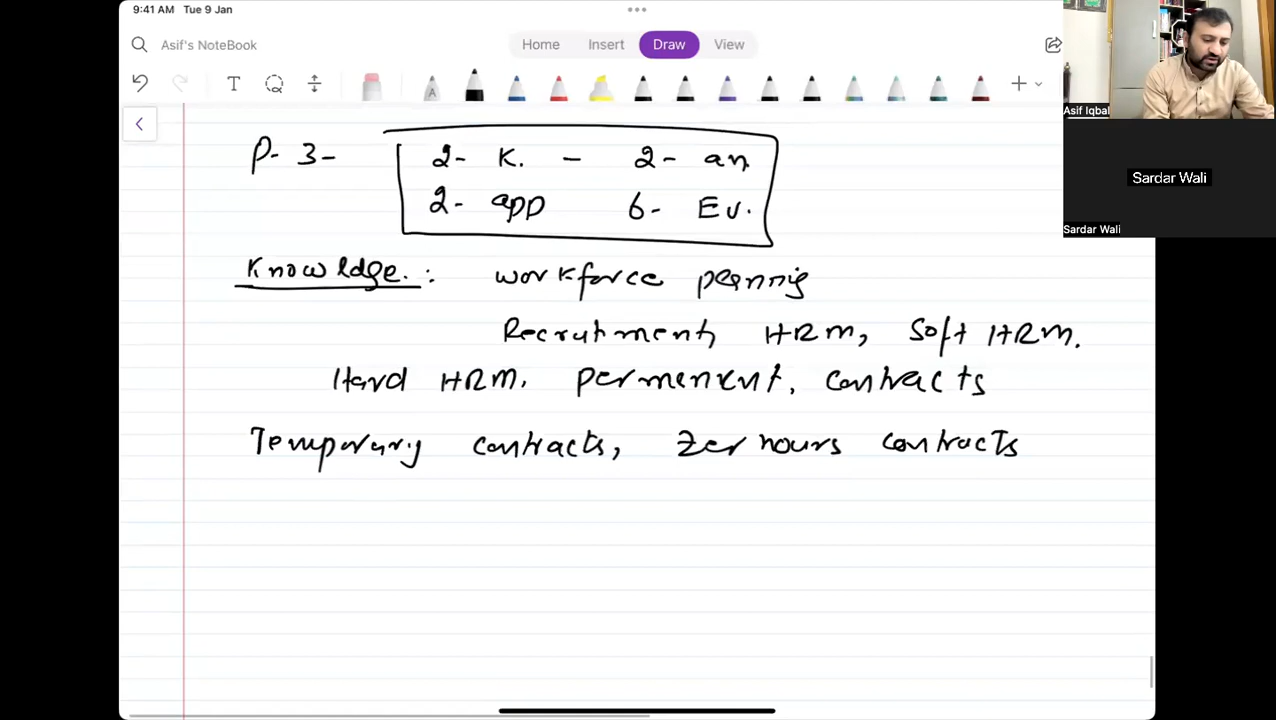 9:41 AM Tue 9 Jan
Asif's NoteBook
Home Insert Draw View
P- 3- 2- K. - 2- an
2- app 6- Ev.
Knowldge. : workforce planning
Recrutment, HRM, Soft HRM.
Hard HRM. permenent. contracts
Temporary contracts, Zer hours contracts
Asif Iqbal
Sardar Wali
Sardar Wali